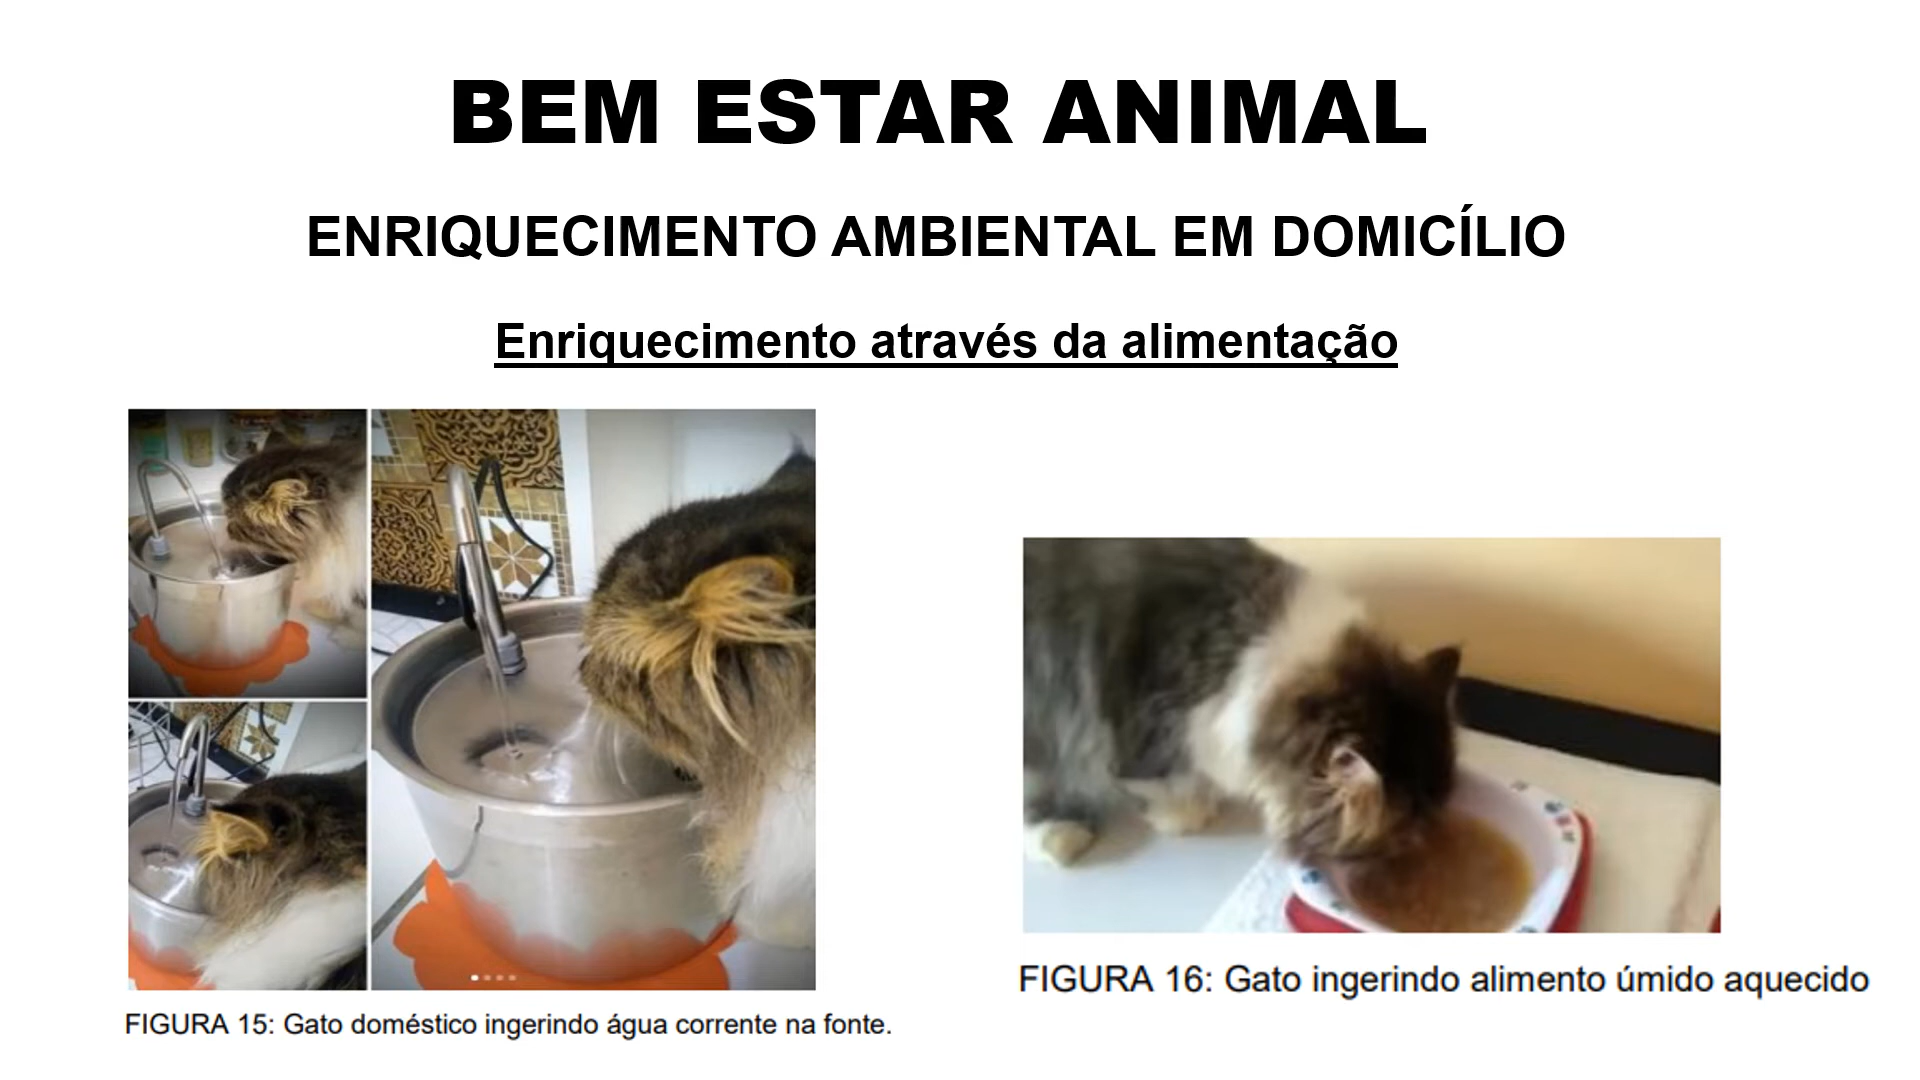 BEM ESTAR ANIMAL
ENRIQUECIMENTO AMBIENTAL EM DOMICÍLIO
Enriquecimento através da alimentação
FIGURA 15: Gato doméstico ingerindo água corrente na fonte.
FIGURA 16: Gato ingerindo alimento úmido aquecido